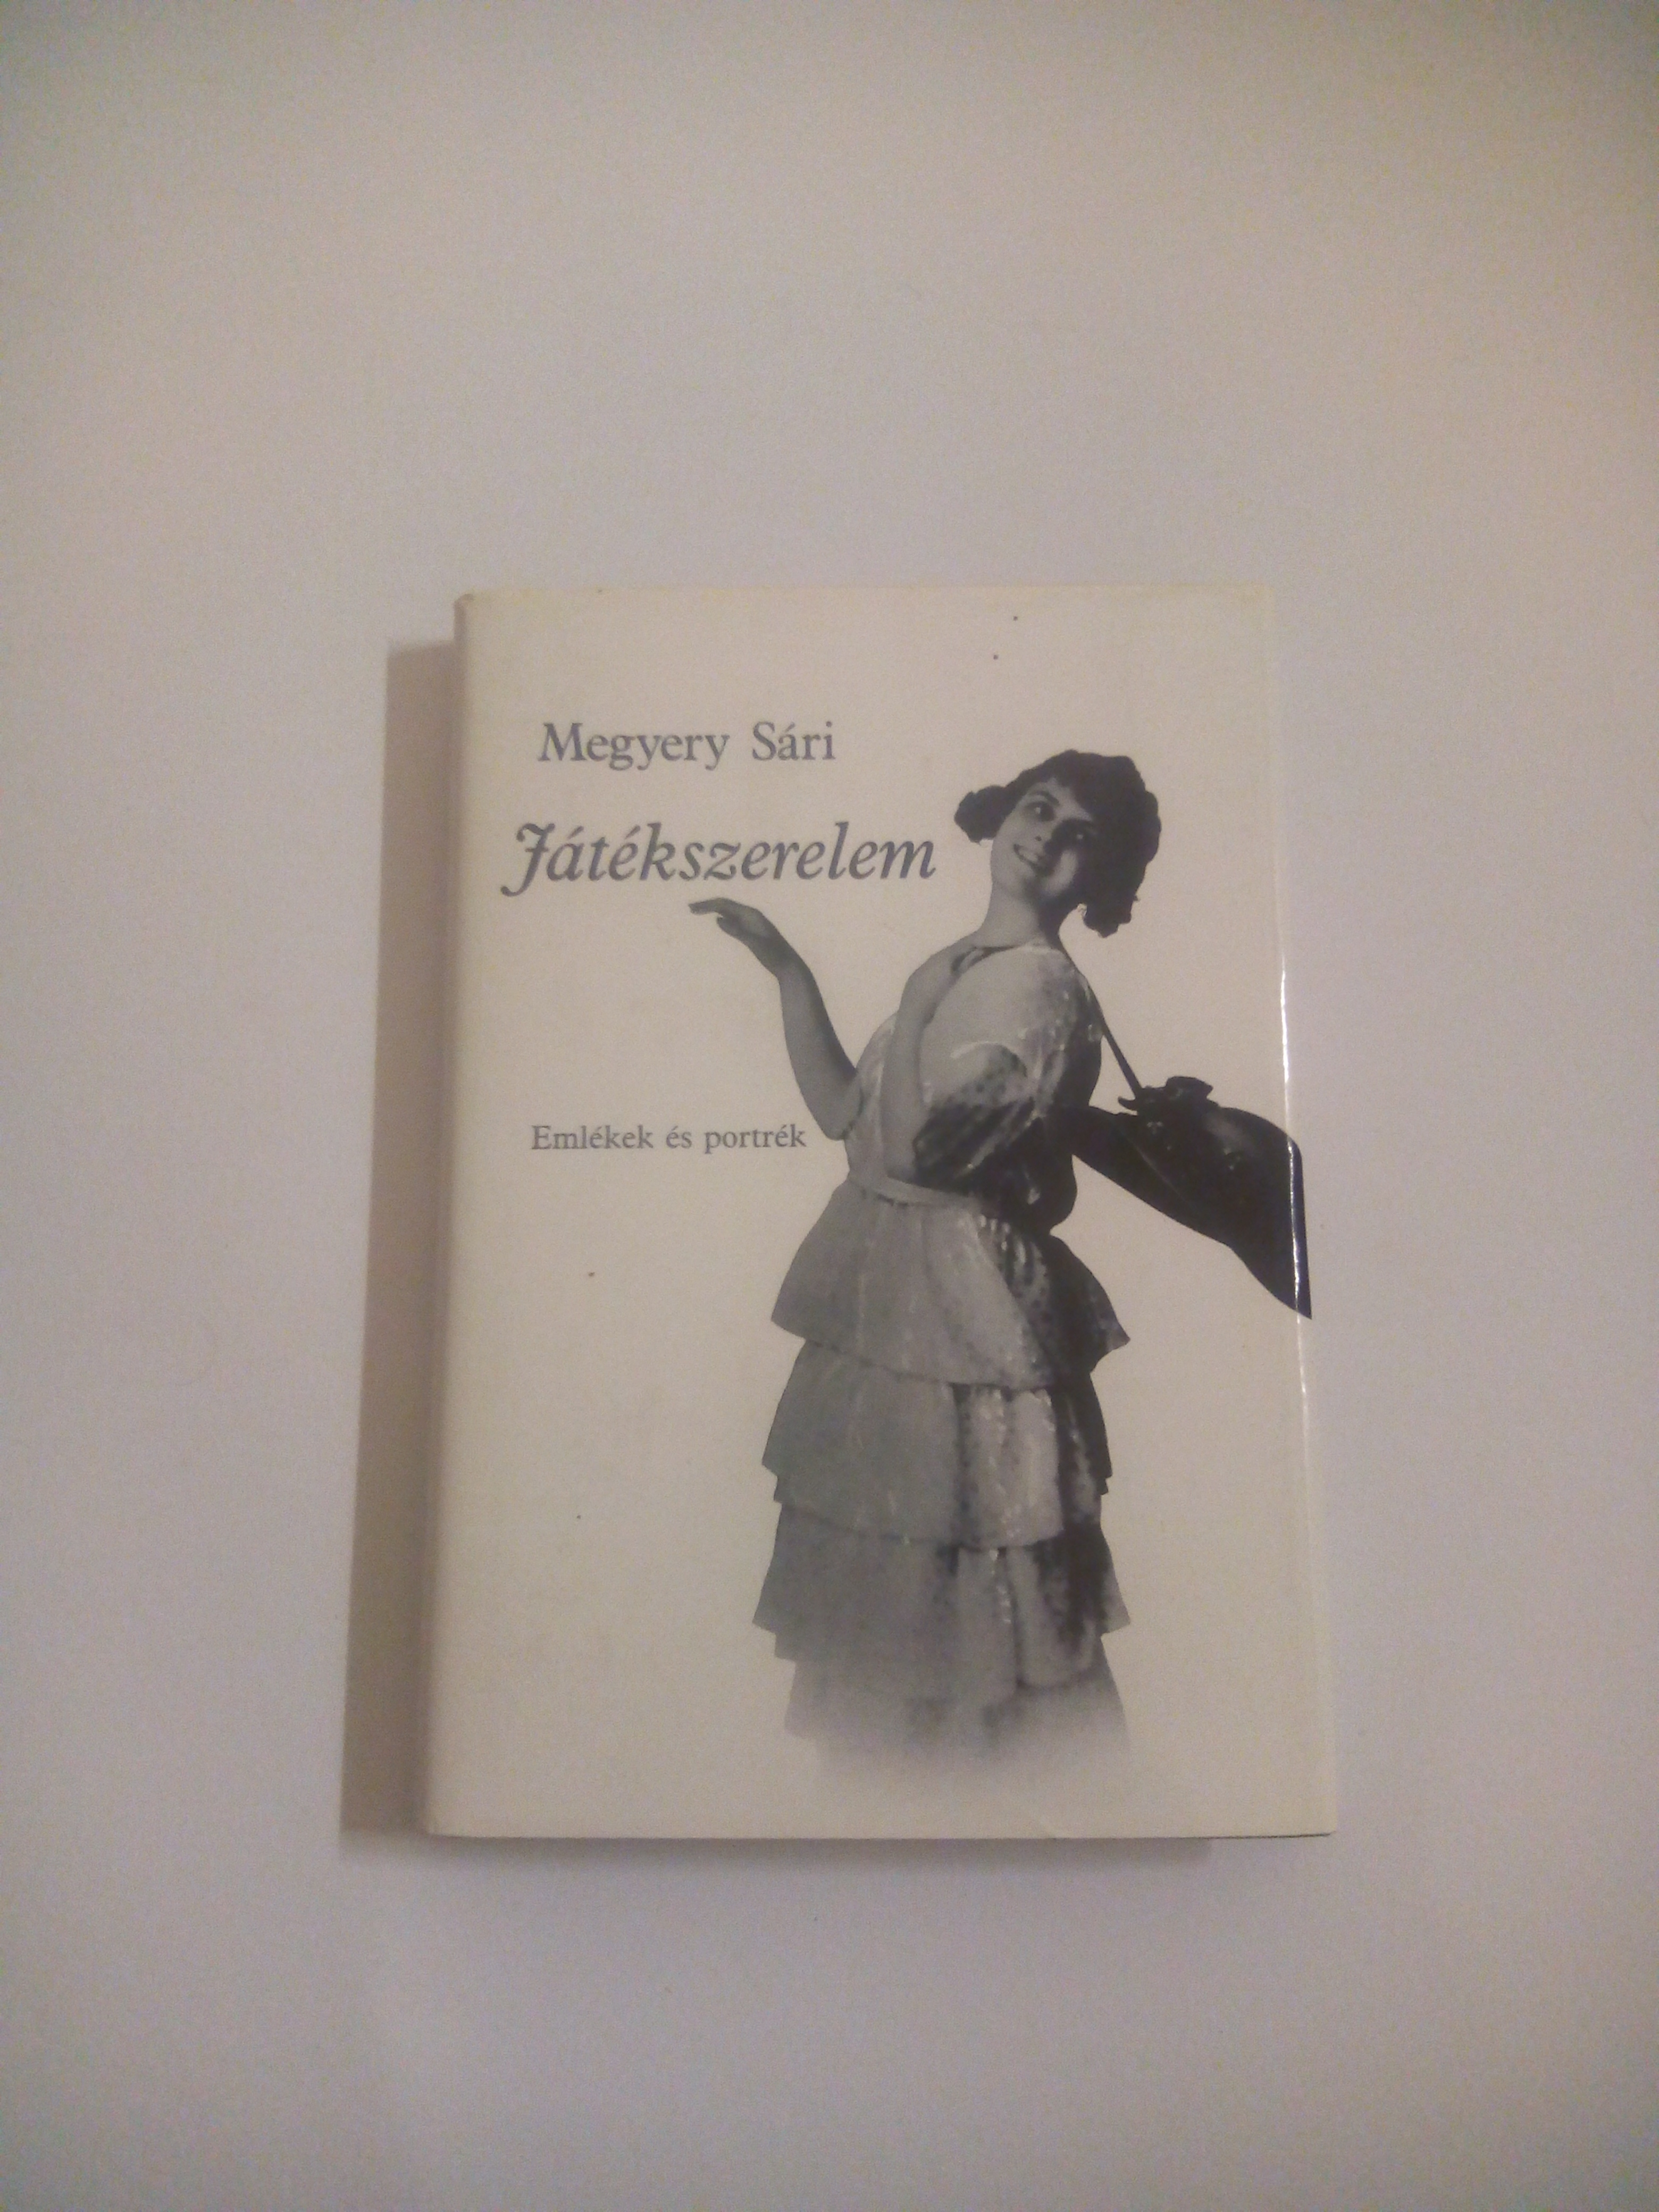 Megyery Sári
Játékszerelem
Emlékek és portrék